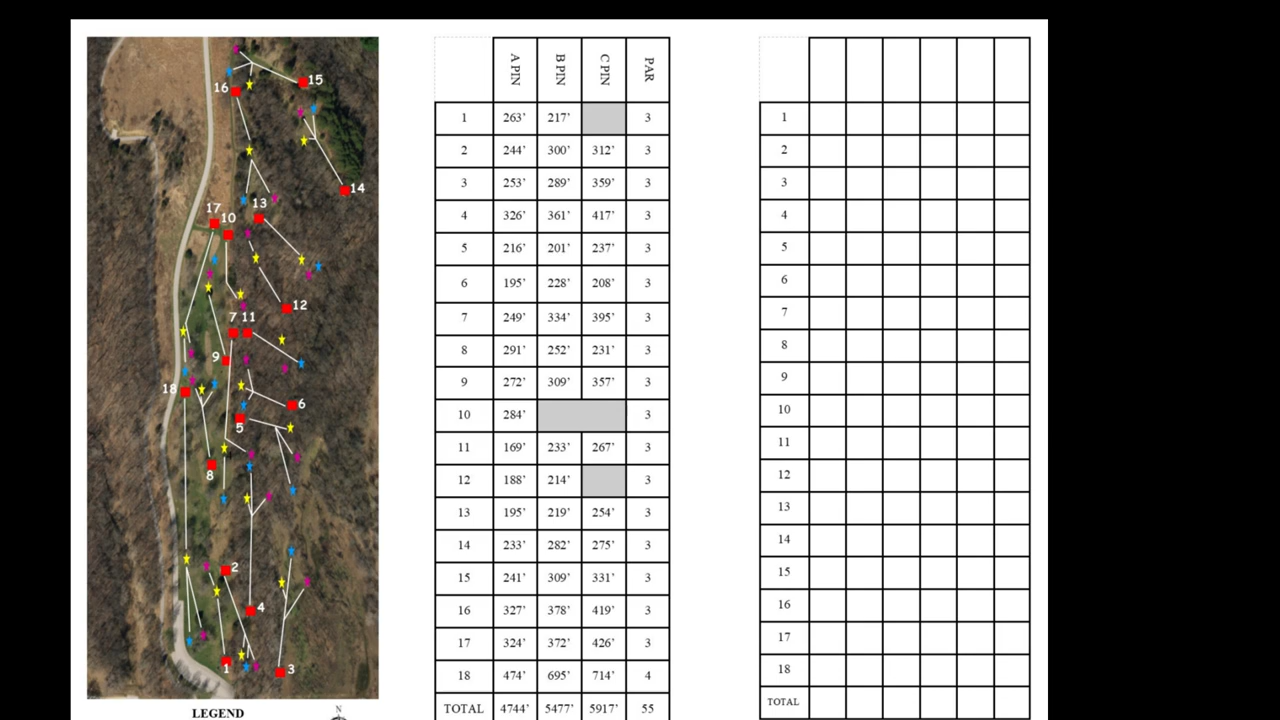 15
16
14
13
17
10
12
7 11
9
18
6
5
8
2
4
1
3
LEGEND
N
A PIN B PIN C PIN PAR
1 263’ 217’ 3
2 244’ 300’ 312’ 3
3 253’ 289’ 359’ 3
4 326’ 361’ 417’ 3
5 216’ 201’ 237’ 3
6 195’ 228’ 208’ 3
7 249’ 334’ 395’ 3
8 291’ 252’ 231’ 3
9 272’ 309’ 357’ 3
10 284’ 3
11 169’ 233’ 267’ 3
12 188’ 214’ 3
13 195’ 219’ 254’ 3
14 233’ 282’ 275’ 3
15 241’ 309’ 331’ 3
16 327’ 378’ 419’ 3
17 324’ 372’ 426’ 3
18 474’ 695’ 714’ 4
TOTAL 4744’ 5477’ 5917’ 55
1
2
3
4
5
6
7
8
9
10
11
12
13
14
15
16
17
18
TOTAL